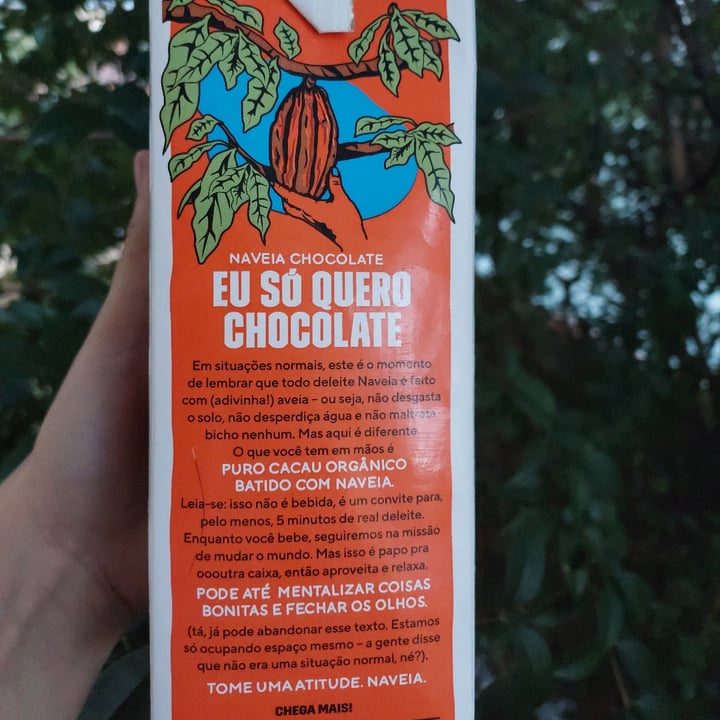 NAVEIA CHOCOLATE
EU SÓ QUERO
CHOCOLATE
Em situações normais, este é o momento
de lembrar que todo deleite Naveia é feito
com (adivinha!) aveia – ou seja, não desgasta
o solo, não desperdiça água e não maltrata
bicho nenhum. Mas aqui é diferente.
O que você tem em mãos é
PURO CACAU ORGÂNICO
BATIDO COM NAVEIA.
Leia-se: isso não é bebida, é um convite para,
pelo menos, 5 minutos de real deleite.
Enquanto você bebe, seguiremos na missão
de mudar o mundo. Mas isso é papo pra
oooutra caixa, então aproveita e relaxa.
PODE ATÉ MENTALIZAR COISAS
BONITAS E FECHAR OS OLHOS.
(tá, já pode abandonar esse texto. Estamos
só ocupando espaço mesmo – a gente disse
que não era uma situação normal, né?).
TOME UMA ATITUDE. NAVEIA.
CHEGA MAIS!